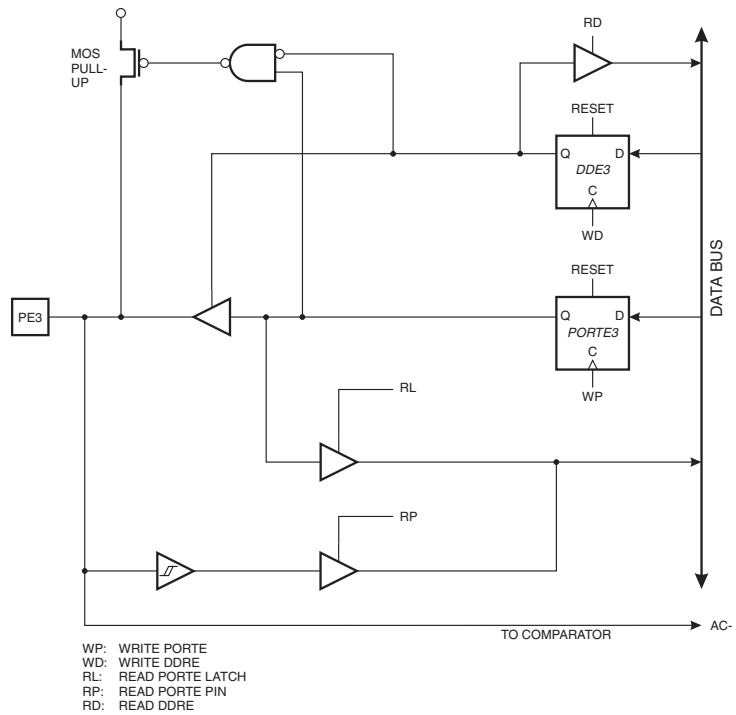 RD
MOS
PULL-
UP
RESET
Q D
DDE3
C
WD
DATA BUS
RESET
PE3
Q D
PORTE3
C
WP
RL
RP
TO COMPARATOR
AC-
WP: WRITE PORTE
WD: WRITE DDRE
RL: READ PORTE LATCH
RP: READ PORTE PIN
RD: READ DDRE